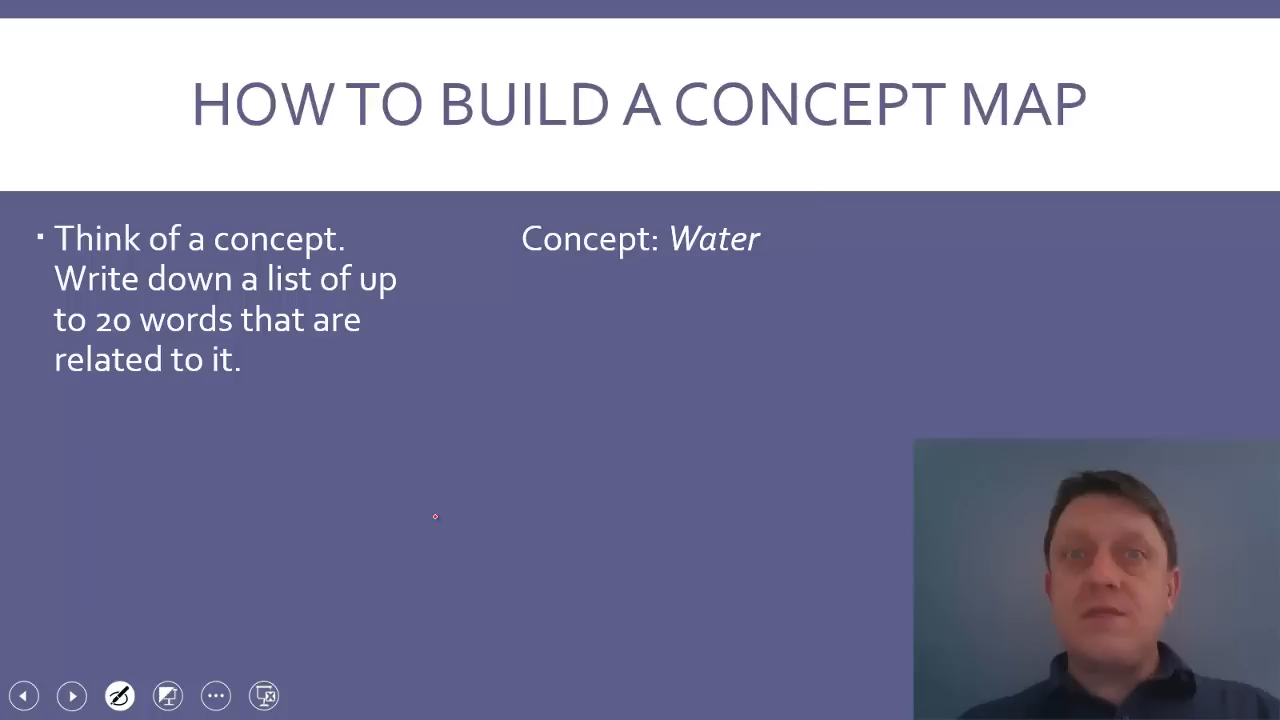 HOW TO BUILD A CONCEPT MAP
▪ Think of a concept.
Write down a list of up
to 20 words that are
related to it.
Concept: Water